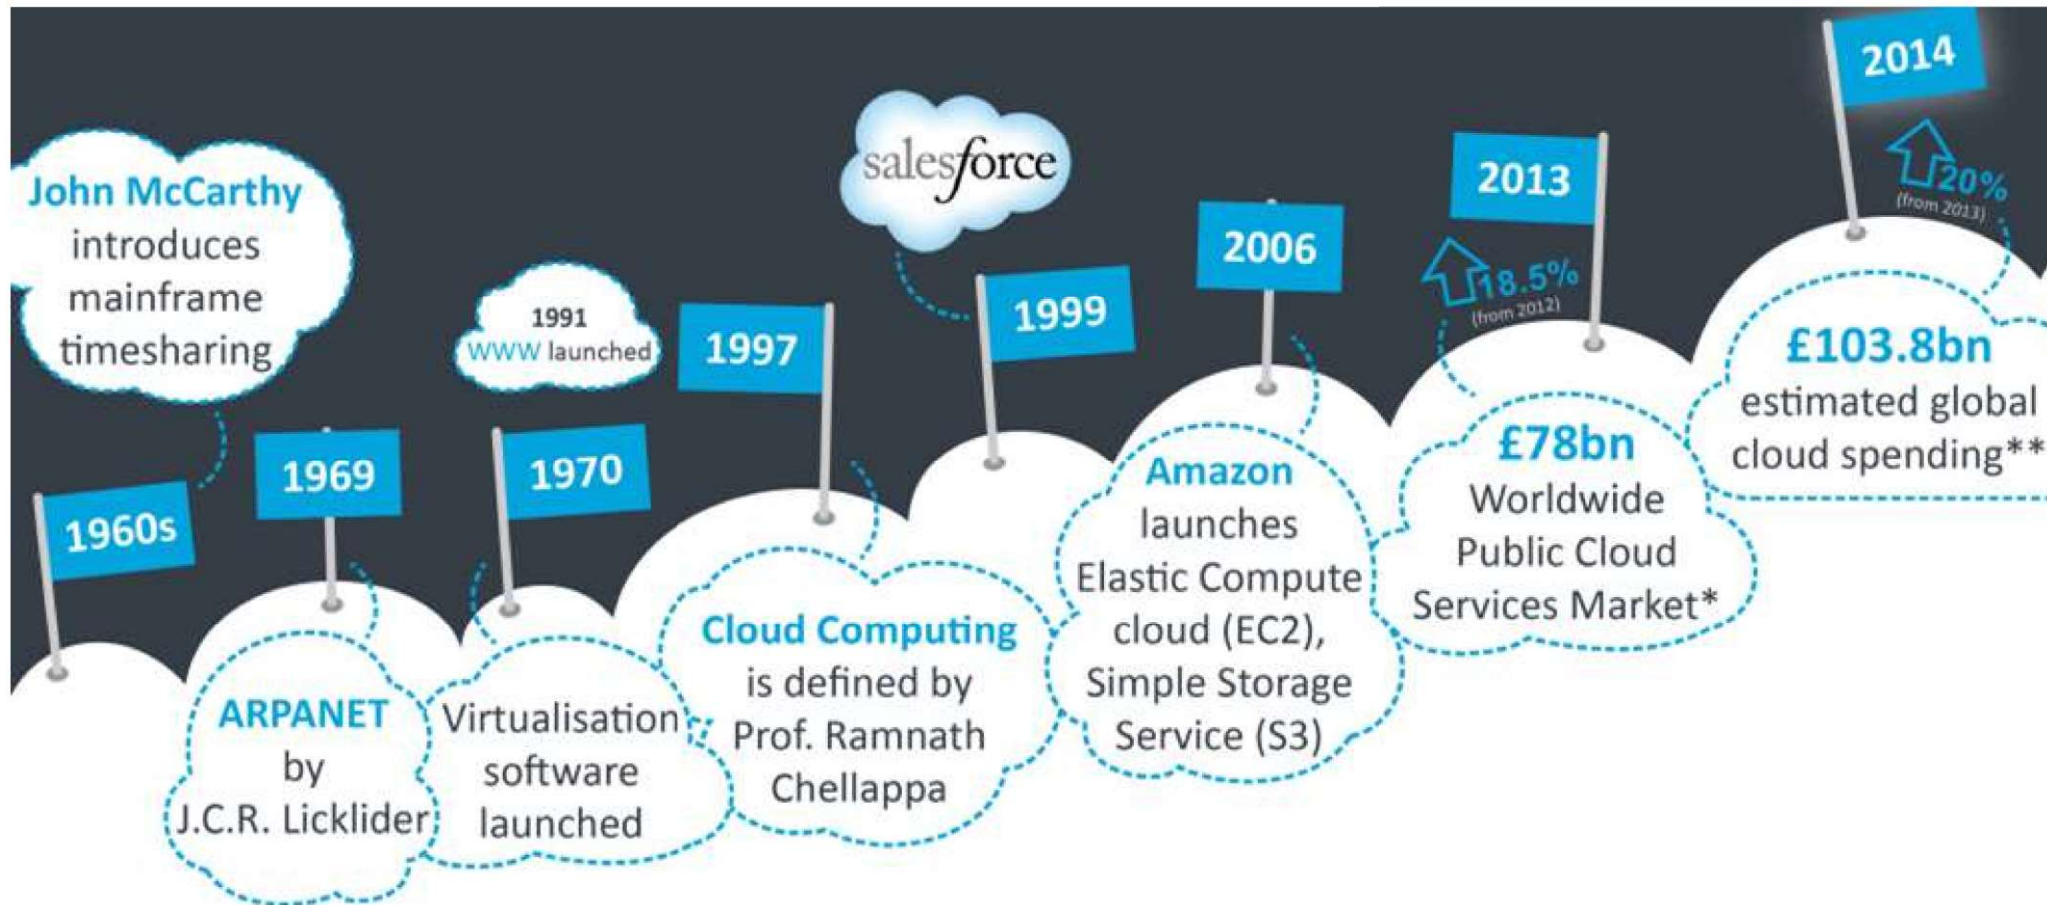 John McCarthy
introduces
mainframe
timesharing
1960s
1969
ARPANET
by
J.C.R. Licklider
1970
Virtualisation
software
launched
1991
WWW launched
1997
Cloud Computing
is defined by
Prof. Ramnath
Chellappa
salesforce
1999
2006
Amazon
launches
Elastic Compute
cloud (EC2),
Simple Storage
Service (S3)
2013
18.5%
(from 2012)
£78bn
Worldwide
Public Cloud
Services Market*
2014
20%
(from 2013)
£103.8bn
estimated global
cloud spending**